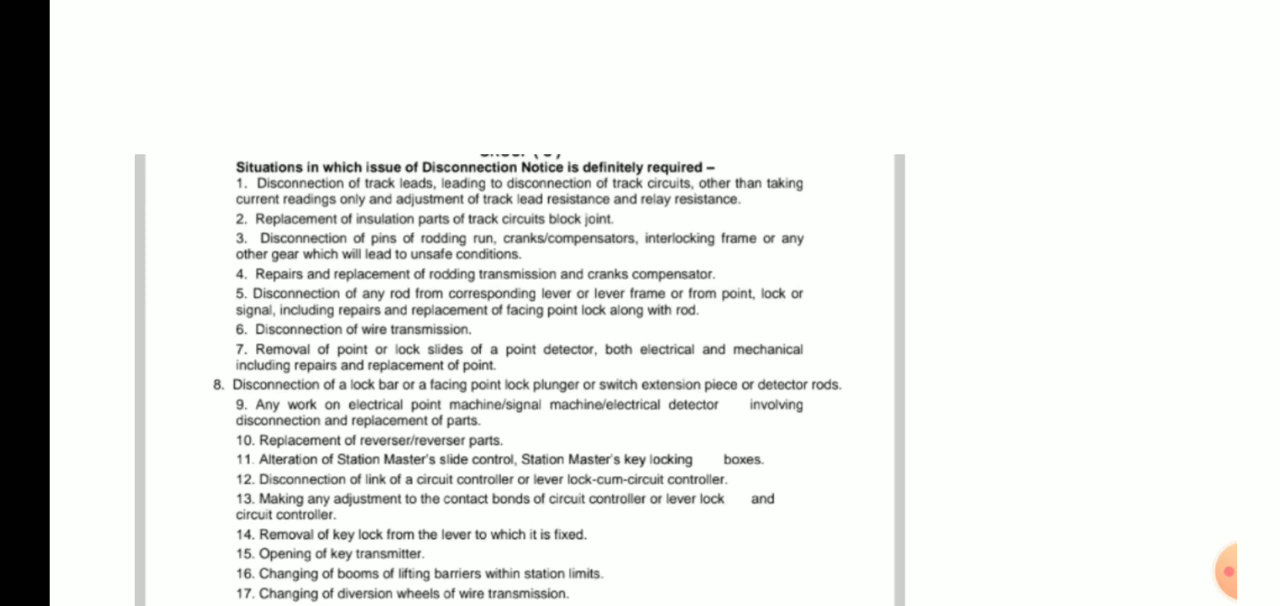 Situations in which issue of Disconnection Notice is definitely required –
1. Disconnection of track leads, leading to disconnection of track circuits, other than taking
current readings only and adjustment of track lead resistance and relay resistance.
2. Replacement of insulation parts of track circuits block joint.
3. Disconnection of pins of rodding run, cranks/compensators, interlocking frame or any
other gear which will lead to unsafe conditions.
4. Repairs and replacement of rodding transmission and cranks compensator.
5. Disconnection of any rod from corresponding lever or lever frame or from point, lock or
signal, including repairs and replacement of facing point lock along with rod.
6. Disconnection of wire transmission.
7. Removal of point or lock slides of a point detector, both electrical and mechanical
including repairs and replacement of point.
8. Disconnection of a lock bar or a facing point lock plunger or switch extension piece or detector rods.
9. Any work on electrical point machine/signal machine/electrical detector involving
disconnection and replacement of parts.
10. Replacement of reverser/reverser parts.
11. Alteration of Station Master's slide control, Station Master's key locking boxes.
12. Disconnection of link of a circuit controller or lever lock-cum-circuit controller.
13. Making any adjustment to the contact bonds of circuit controller or lever lock and
circuit controller.
14. Removal of key lock from the lever to which it is fixed.
15. Opening of key transmitter.
16. Changing of booms of lifting barriers within station limits.
17. Changing of diversion wheels of wire transmission.